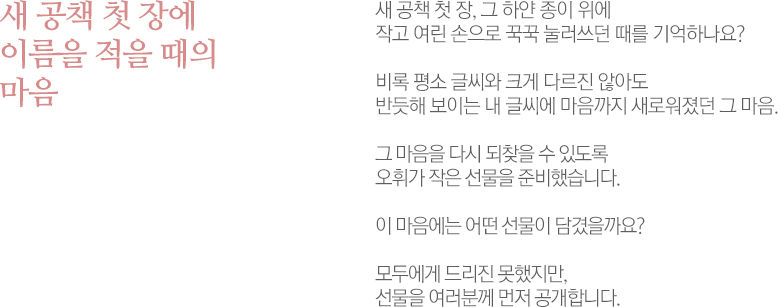 새 공책 첫 장에
이름을 적을 때의
마음
새 공책 첫 장, 그 하얀 종이 위에
작고 여린 손으로 꾹꾹 눌러쓰던 때를 기억하나요?
비록 평소 글씨와 크게 다르진 않아도
반듯해 보이는 내 글씨에 마음까지 새로워졌던 그 마음.
그 마음을 다시 되찾을 수 있도록
오휘가 작은 선물을 준비했습니다.
이 마음에는 어떤 선물이 담겼을까요?
모두에게 드리진 못했지만,
선물을 여러분께 먼저 공개합니다.